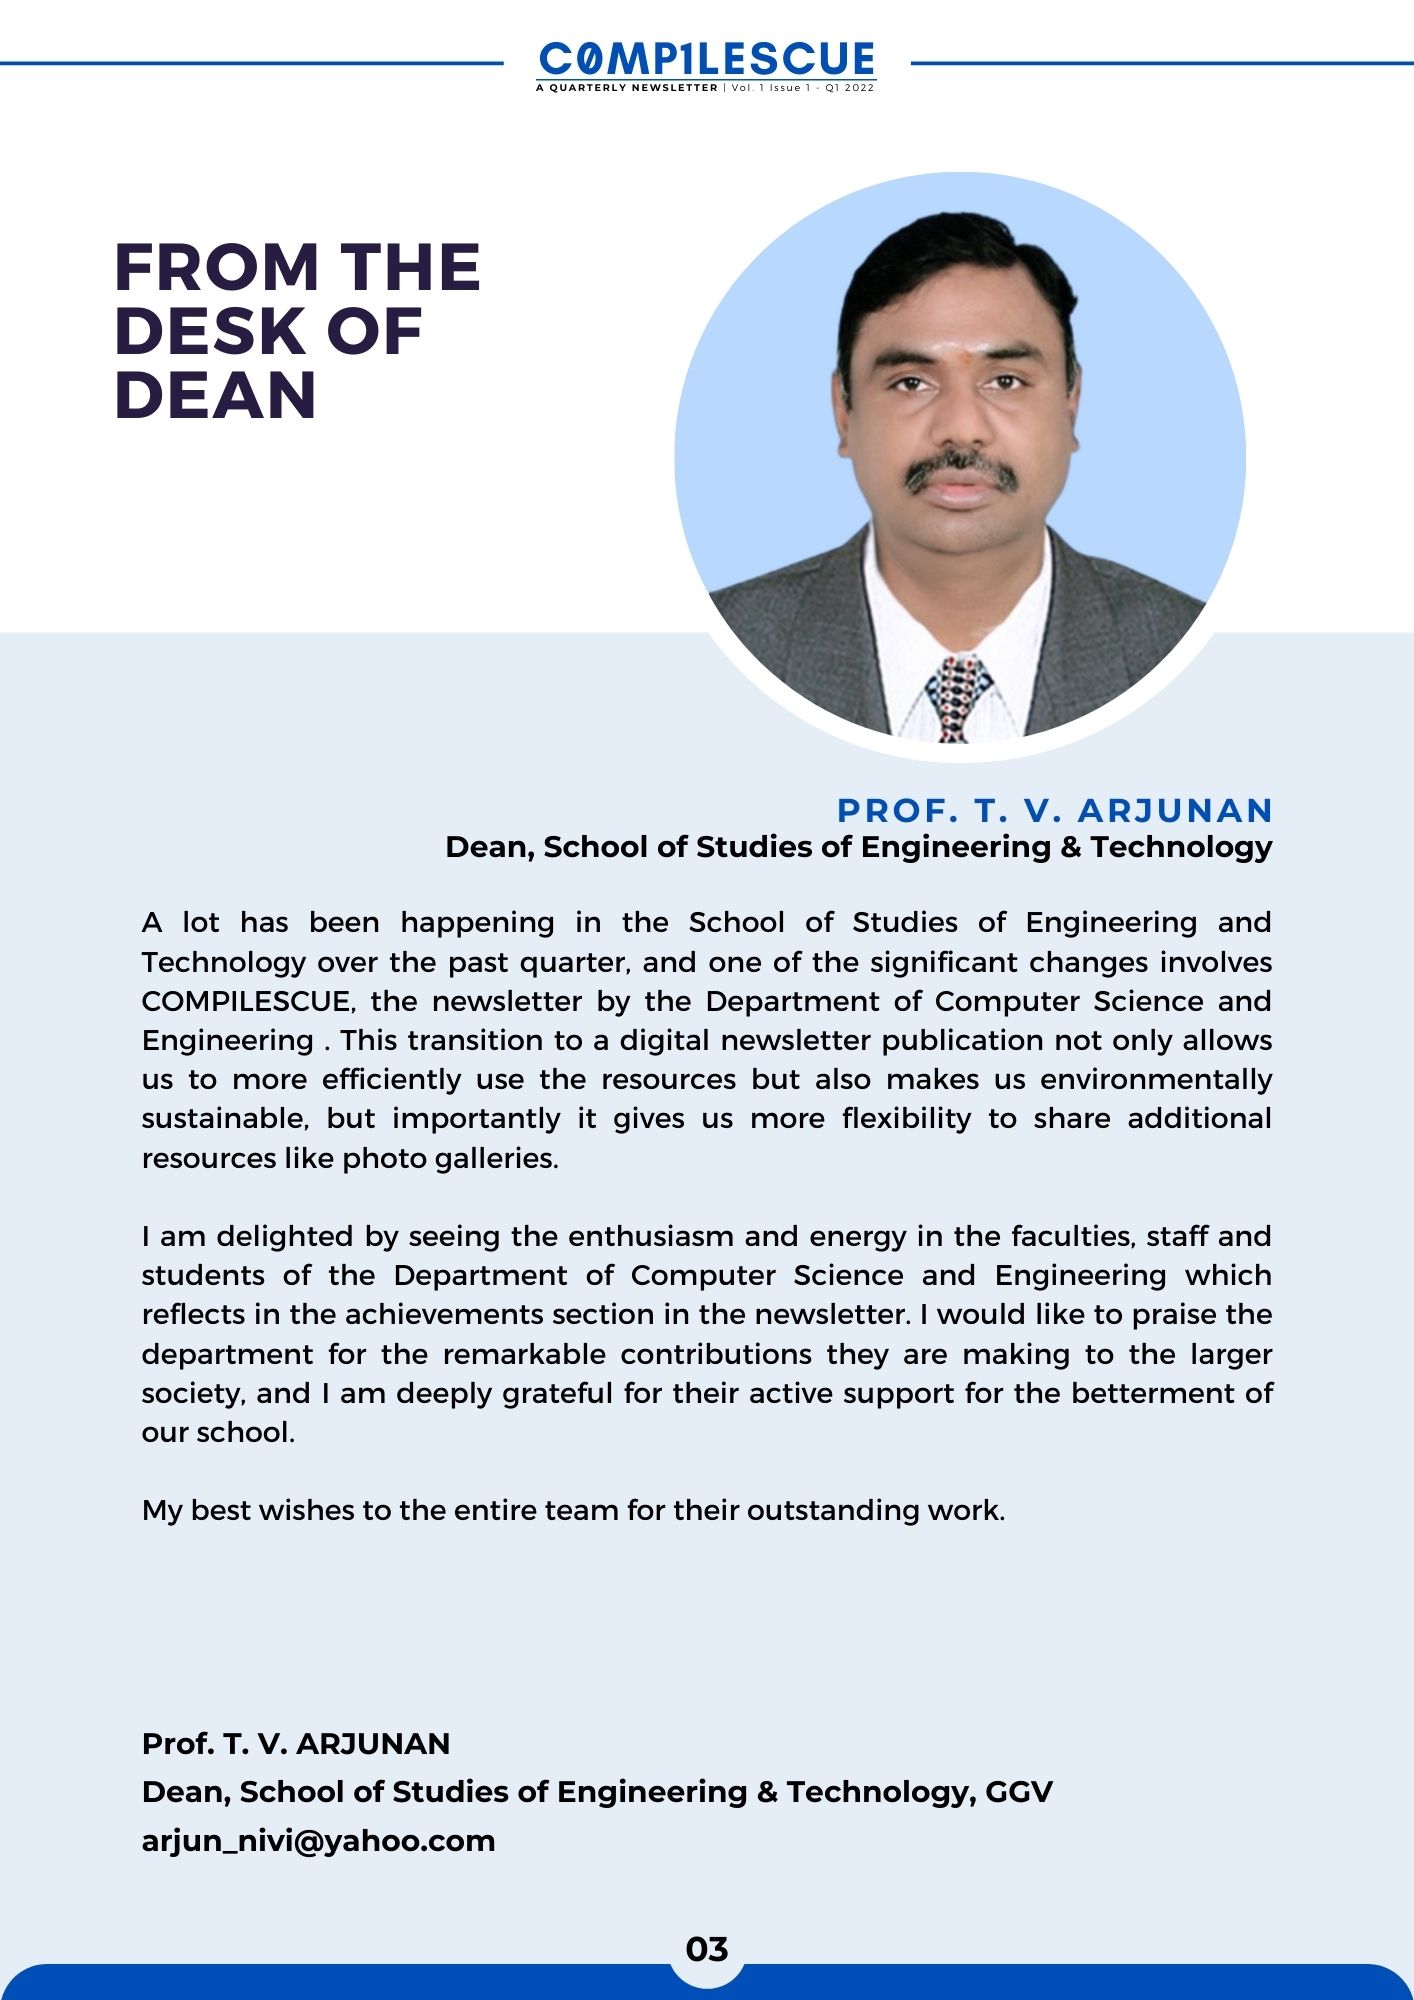 C0MP1LESCUE
A QUARTERLY NEWSLETTER | Vol. 1 Issue 1 - Q1 2022
FROM THE
DESK OF
DEAN
PROF. T. V. ARJUNAN
Dean, School of Studies of Engineering & Technology
A lot has been happening in the School of Studies of Engineering and
Technology over the past quarter, and one of the significant changes involves
COMPILESCUE, the newsletter by the Department of Computer Science and
Engineering . This transition to a digital newsletter publication not only allows
us to more efficiently use the resources but also makes us environmentally
sustainable, but importantly it gives us more flexibility to share additional
resources like photo galleries.
I am delighted by seeing the enthusiasm and energy in the faculties, staff and
students of the Department of Computer Science and Engineering which
reflects in the achievements section in the newsletter. I would like to praise the
department for the remarkable contributions they are making to the larger
society, and I am deeply grateful for their active support for the betterment of
our school.
My best wishes to the entire team for their outstanding work.
Prof. T. V. ARJUNAN
Dean, School of Studies of Engineering & Technology, GGV
arjun_nivi@yahoo.com
03